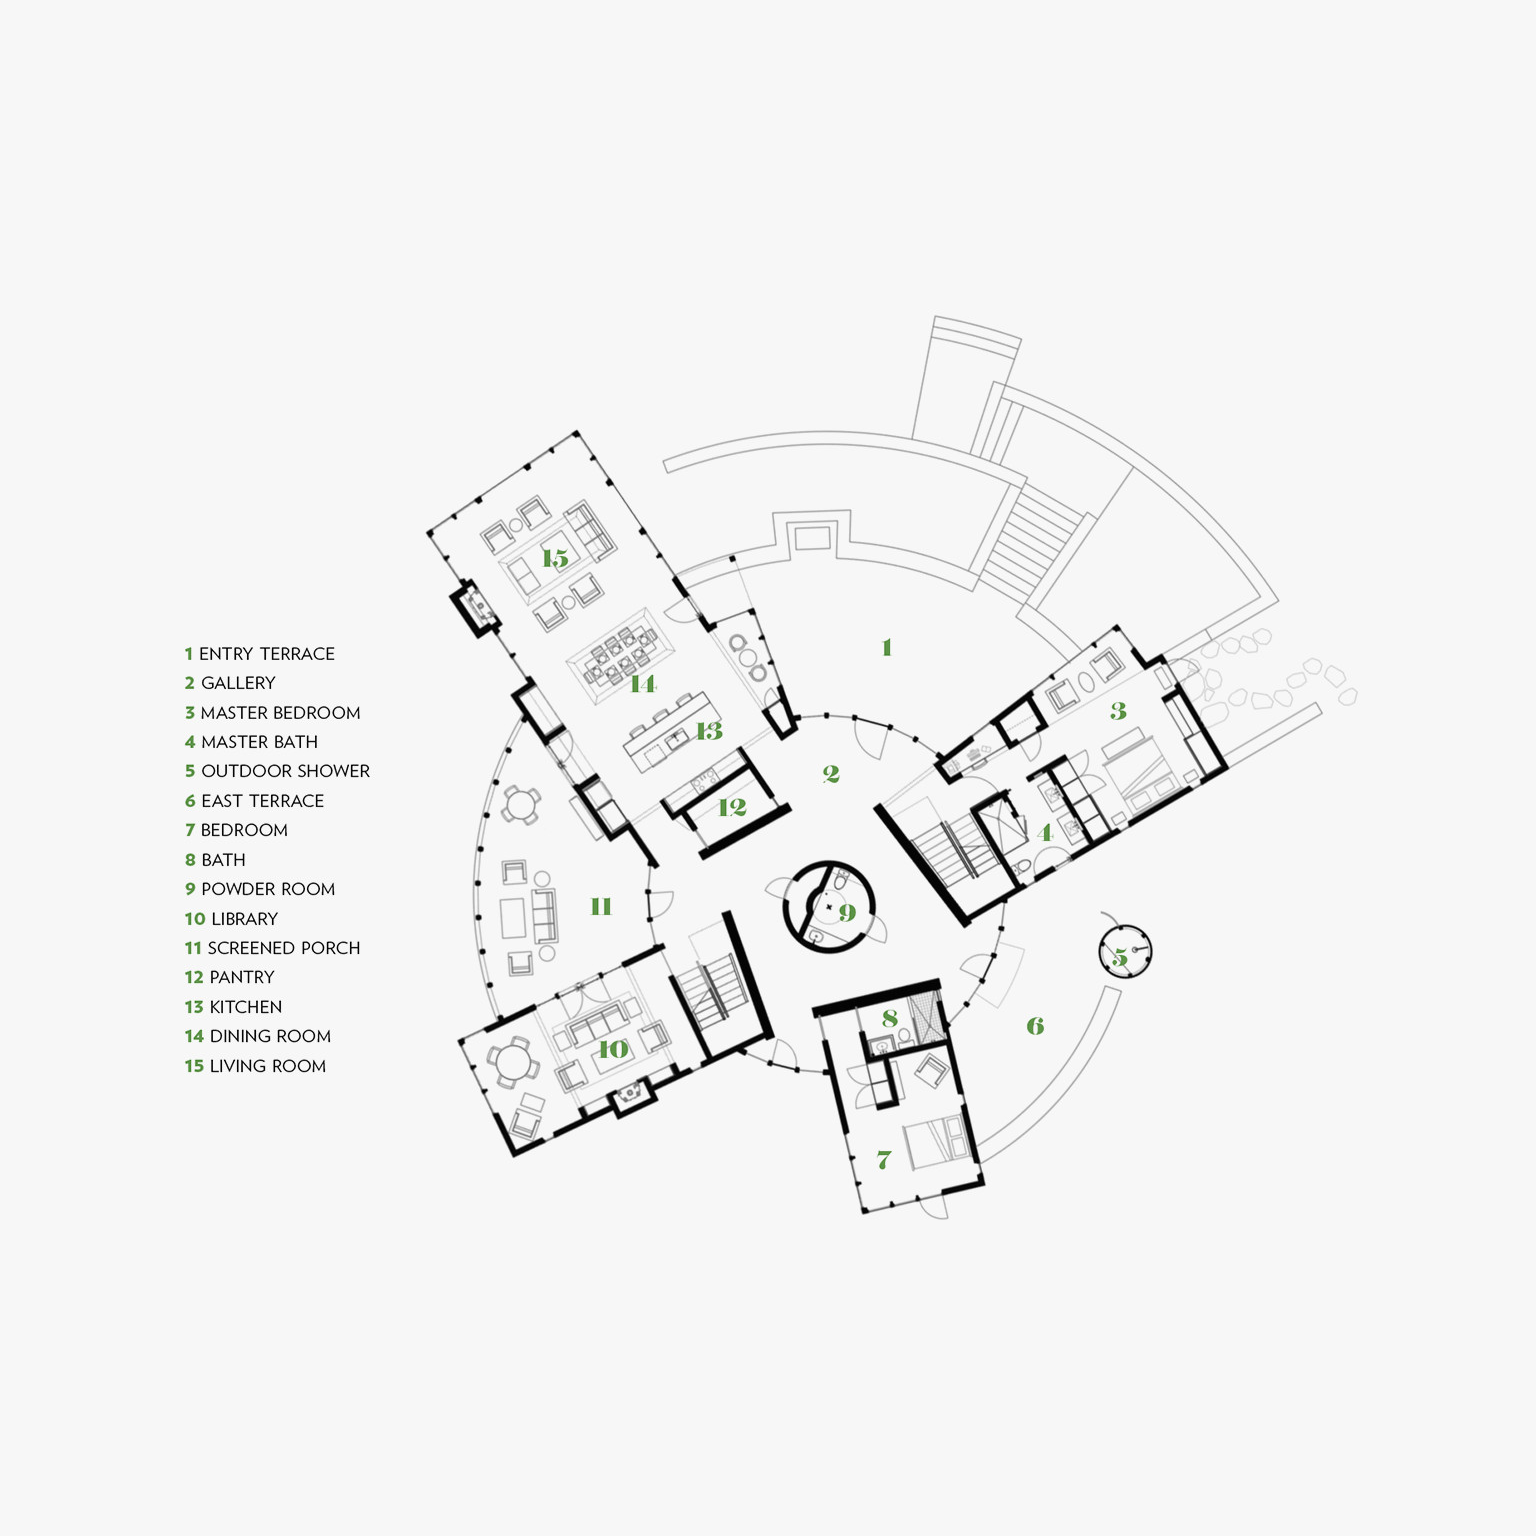 1 ENTRY TERRACE
2 GALLERY
3 MASTER BEDROOM
4 MASTER BATH
5 OUTDOOR SHOWER
6 EAST TERRACE
7 BEDROOM
8 BATH
9 POWDER ROOM
10 LIBRARY
11 SCREENED PORCH
12 PANTRY
13 KITCHEN
14 DINING ROOM
15 LIVING ROOM
15
1
14
3
13
2
12
4
11
9
5
8
6
10
7